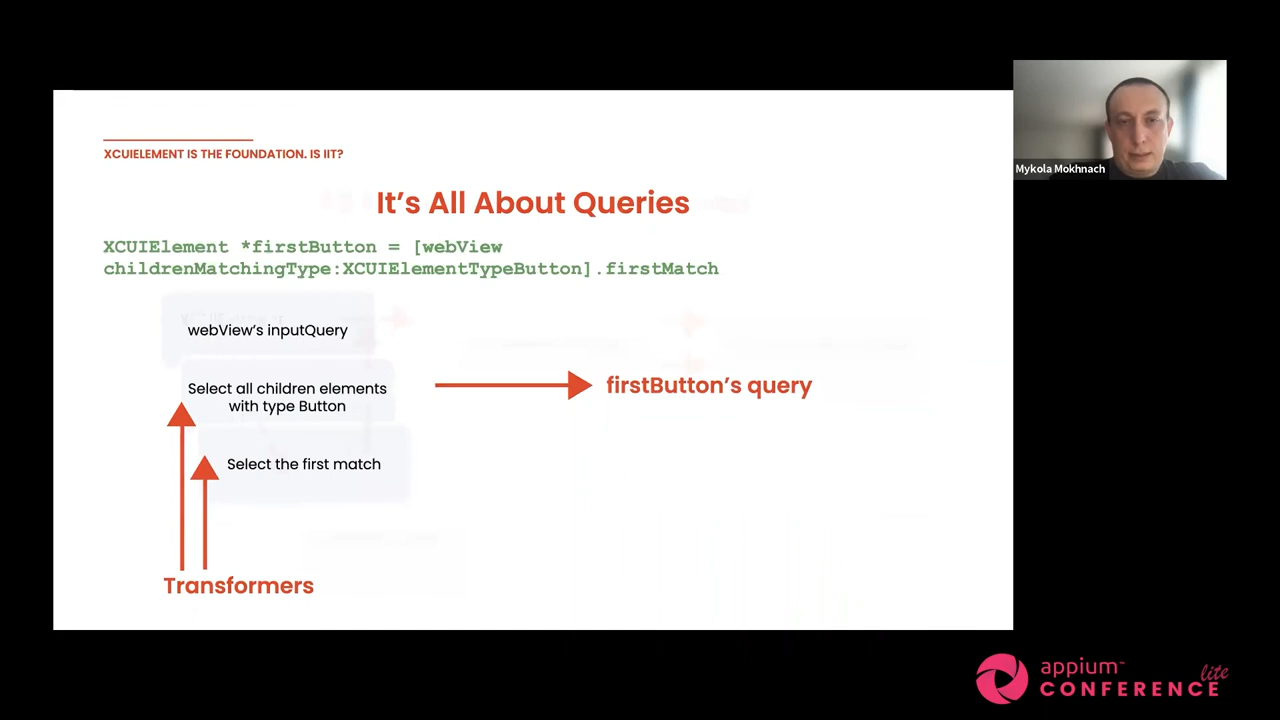 XCUIELEMENT IS THE FOUNDATION. IS IIT?
It's All About Queries
XCUIElement *firstButton = [webView
childrenMatchingType:XCUIElementTypeButton].firstMatch
webView's inputQuery
Select all children elements
with type Button
Select the first match
firstButton's query
Transformers
Mykola Mokhnach
appium™
CONFERENCE lite